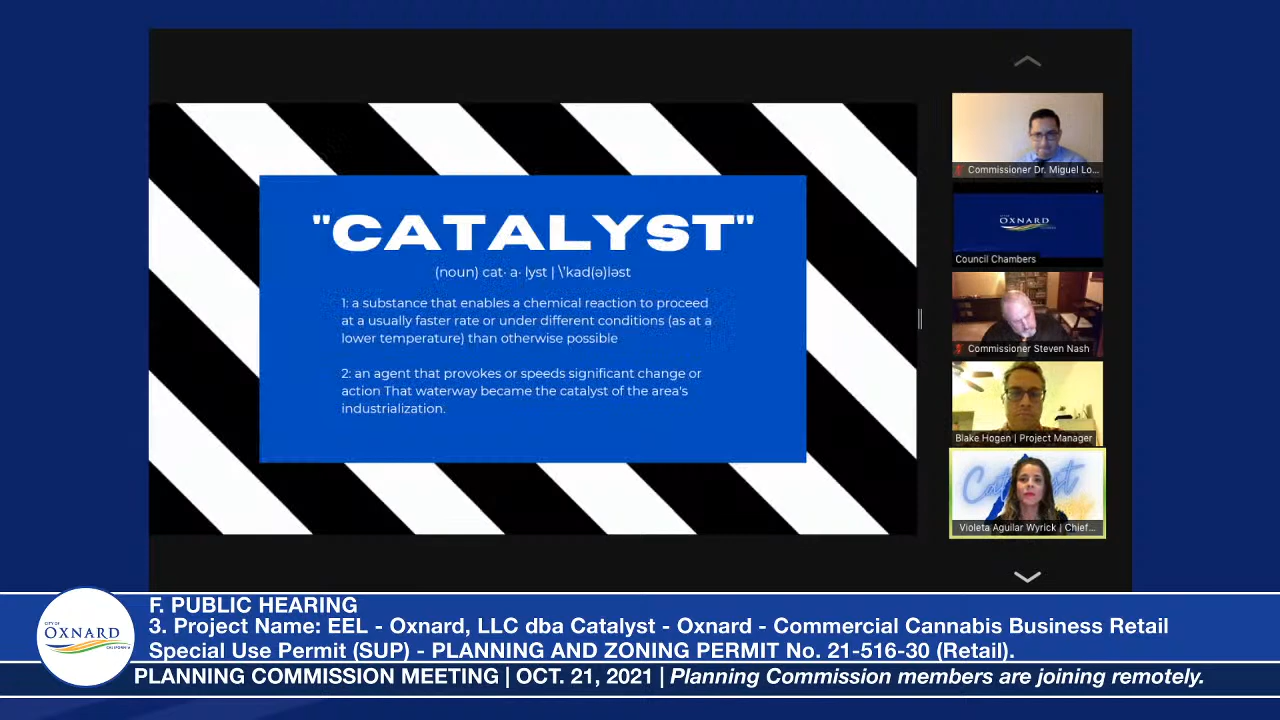 "CATALYST"
(noun) cat· a· lyst | \'kad(ə)ləst
1: a substance that enables a chemical reaction to proceed
at a usually faster rate or under different conditions (as at a
lower temperature) than otherwise possible
2: an agent that provokes or speeds significant change or
action That waterway became the catalyst of the area's
industrialization.
Commissioner Dr. Miguel Lo...
OXNARD
Council Chambers
Commissioner Steven Nash
Blake Hogen | Project Manager
Catalyst
Violeta Aguilar Wyrick | Chief...
CITY OF
OXNARD
CALIFORNIA
F. PUBLIC HEARING
3. Project Name: EEL - Oxnard, LLC dba Catalyst - Oxnard - Commercial Cannabis Business Retail
Special Use Permit (SUP) - PLANNING AND ZONING PERMIT No. 21-516-30 (Retail).
PLANNING COMMISSION MEETING | OCT. 21, 2021 | Planning Commission members are joining remotely.